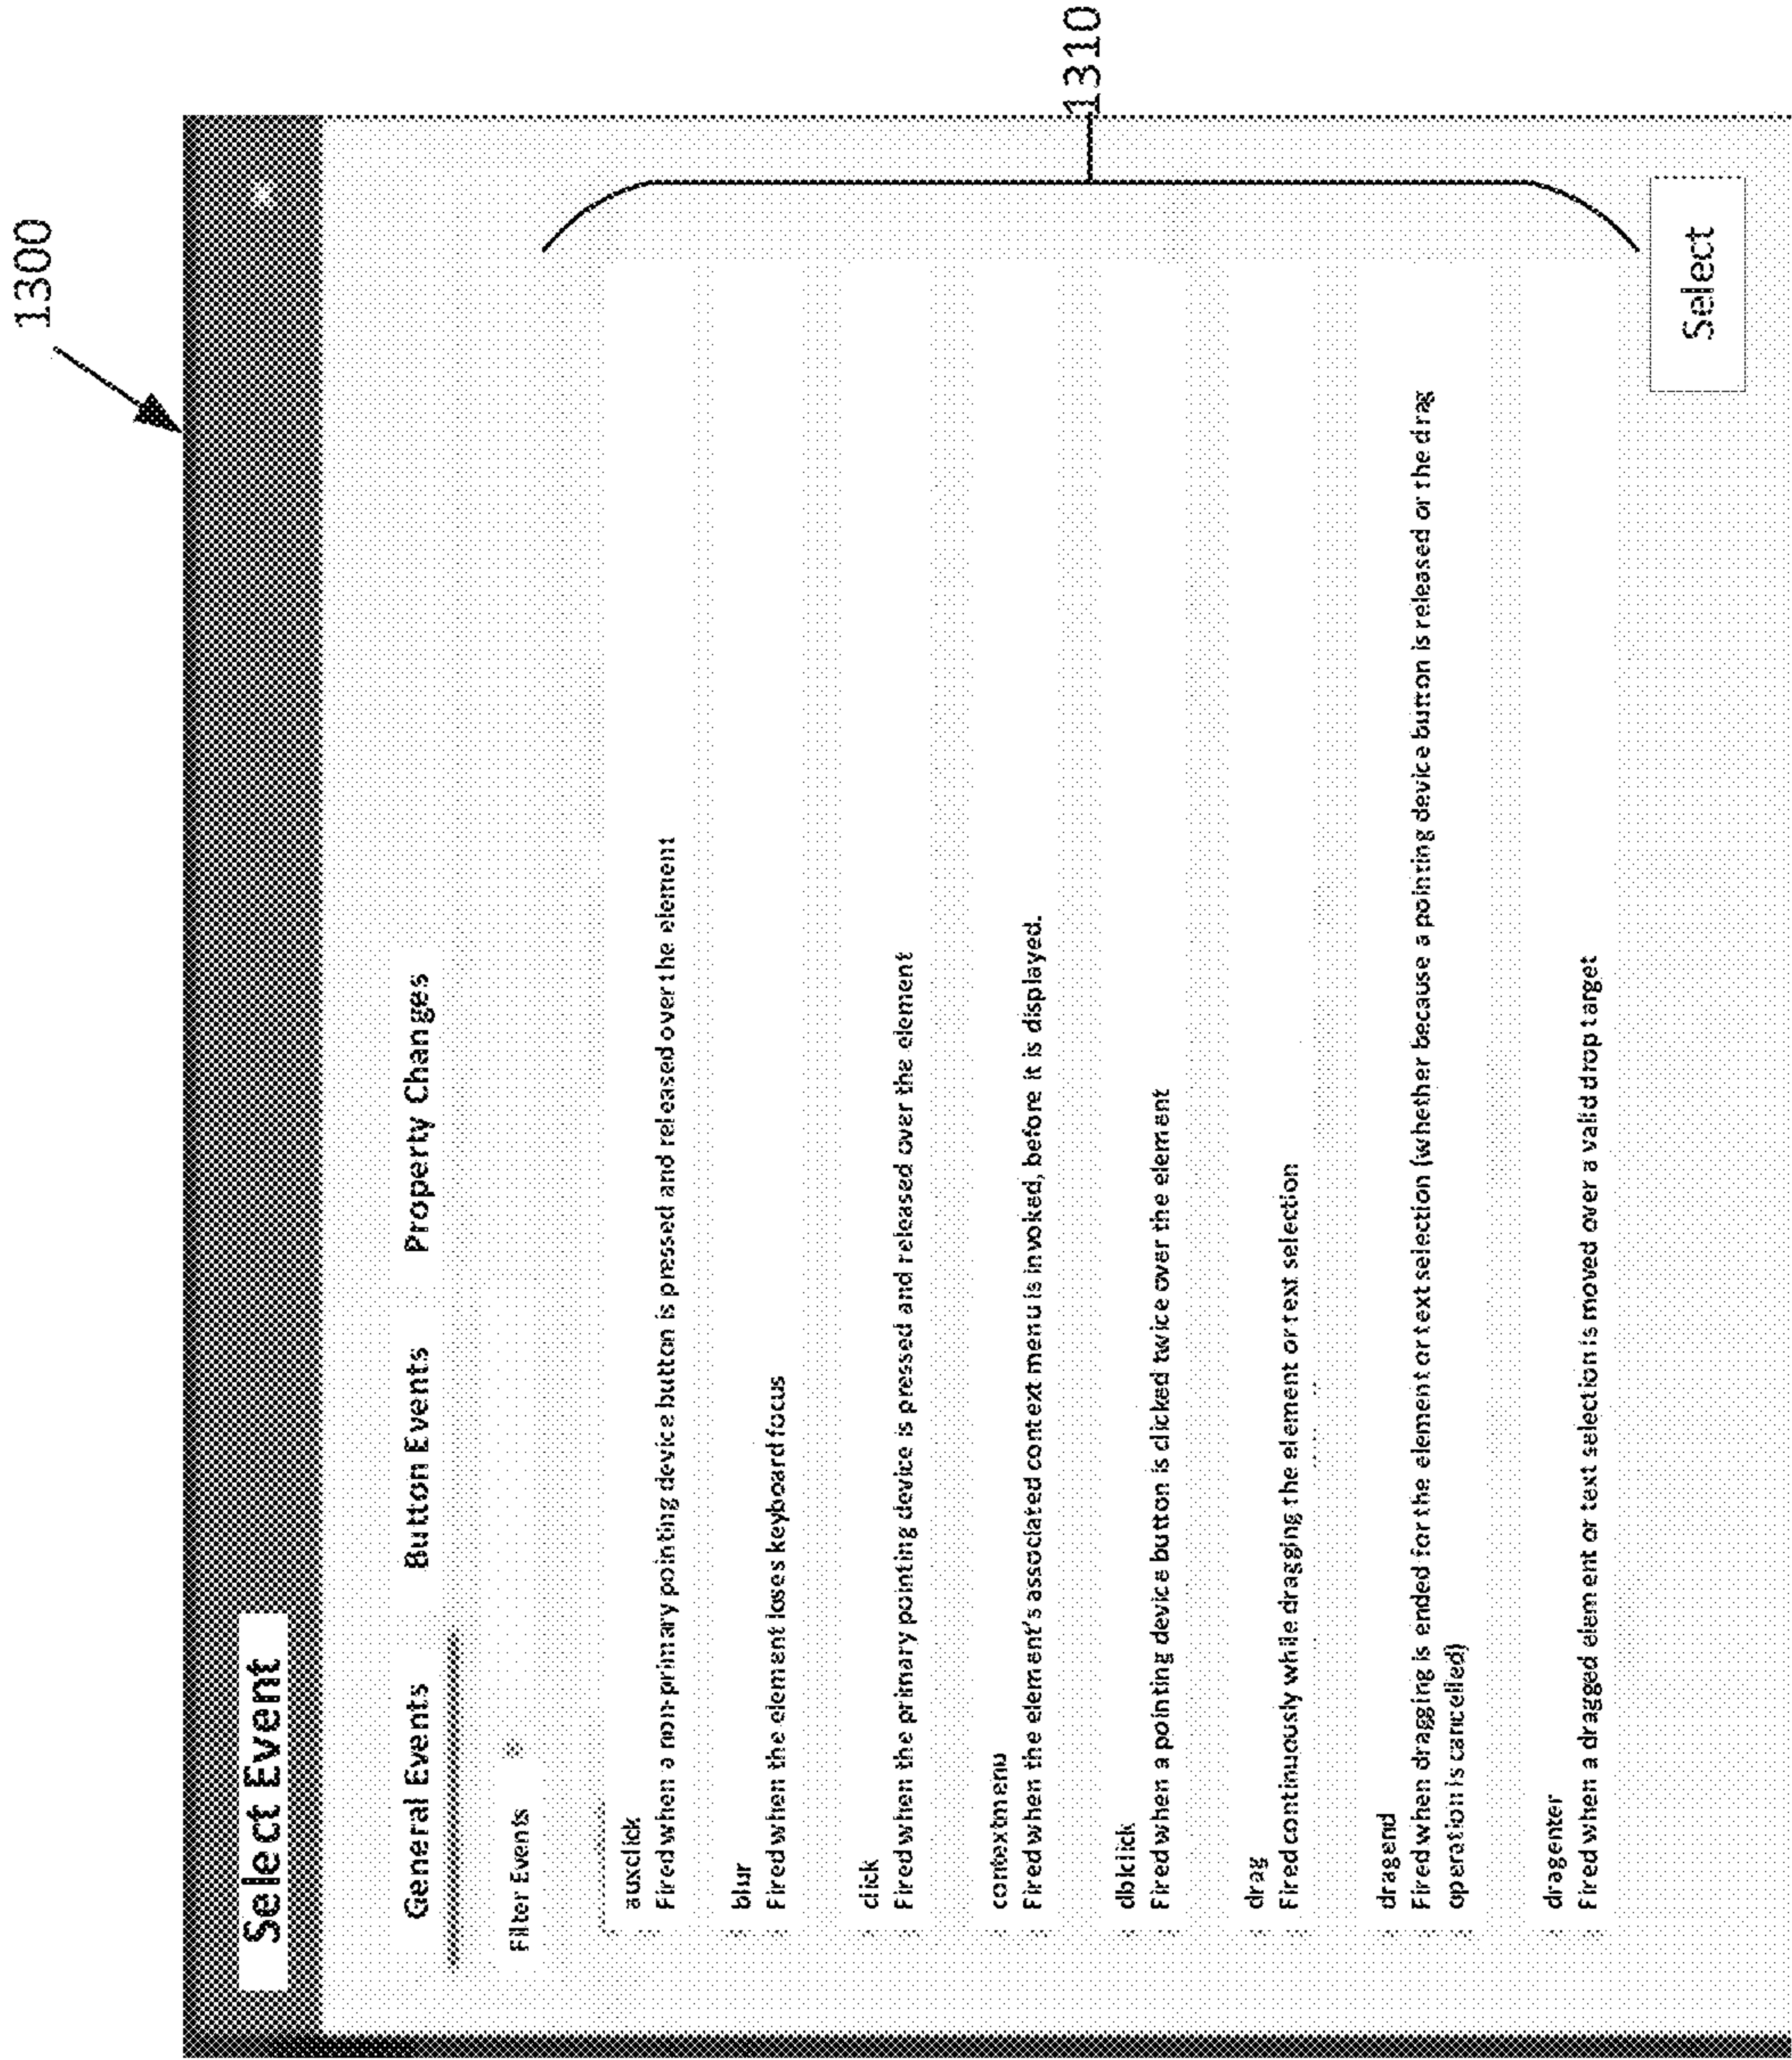 1300
Select Event
General Events
Button Events
Property Changes
Filter Events
auxclick
Fired when a non-primary pointing device button is pressed and released over the element
blur
Fired when the element loses keyboard focus
click
Fired when the primary pointing device is pressed and released over the element
contextmenu
Fired when the element's associated context menu is invoked, before it is displayed.
dblclick
Fired when a pointing device button is clicked twice over the element
drag
Fired continuously while dragging the element or text selection
dragend
Fired when dragging is ended for the element or text selection (whether because a pointing device button is released or the drag
operation is cancelled)
dragenter
Fired when a dragged element or text selection is moved over a valid drop target
1310
Select